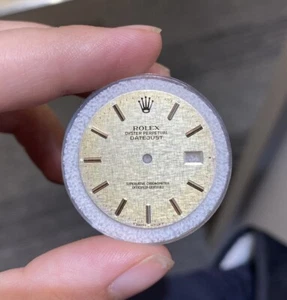 ROLEX
OYSTER PERPETUAL
DATEJUST
SUPERLATIVE CHRONOMETER
OFFICIALLY CERTIFIED